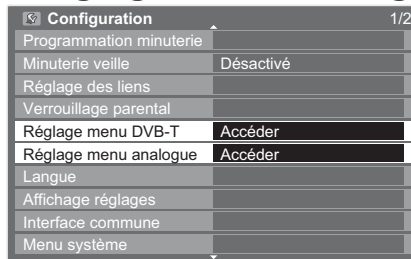 Configuration 1/2
Programmation minuterie
Minuterie veille Désactivé
Réglage des liens
Verrouillage parental
Réglage menu DVB-T Accéder
Réglage menu analogue Accéder
Langue
Affichage réglages
Interface commune
Menu système